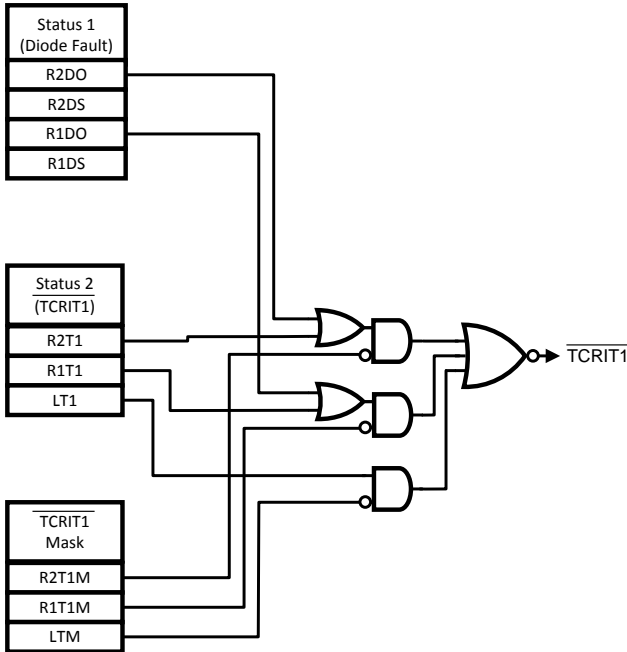 Status 1
(Diode Fault)
R2DO
R2DS
R1DO
R1DS
Status 2
(TCRIT1)
R2T1
R1T1
LT1
TCRIT1
TCRIT1
Mask
R2T1M
R1T1M
LTM